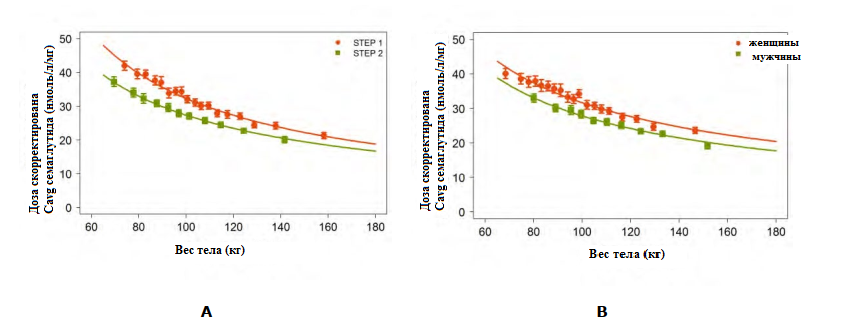 Доза скорректирована
Cavg семаглутида (нмоль/л/мг)
50
40
30
20
10
0
60
80
100
120
140
160
180
Вес тела (кг)
STEP 1
STEP 2
A
Доза скорректирована
Cavg семаглутида (нмоль/л/мг)
50
40
30
20
10
0
60
80
100
120
140
160
180
Вес тела (кг)
женщины
мужчины
B